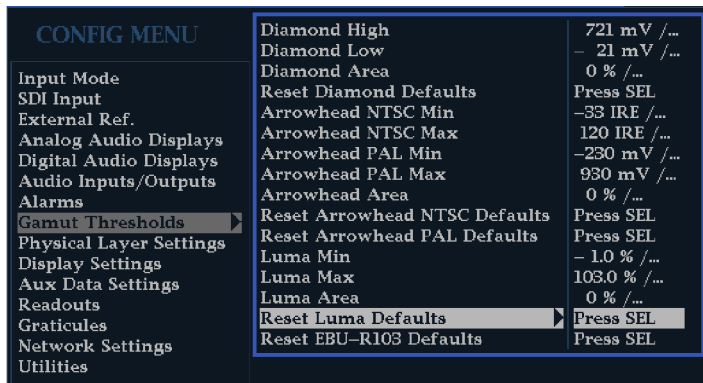 CONFIG MENU
Input Mode
SDI Input
External Ref.
Analog Audio Displays
Digital Audio Displays
Audio Inputs/Outputs
Alarms
Gamut Thresholds
Physical Layer Settings
Display Settings
Aux Data Settings
Readouts
Graticules
Network Settings
Utilities
Diamond High 721 mV /...
Diamond Low – 21 mV /...
Diamond Area 0 % /...
Reset Diamond Defaults Press SEL
Arrowhead NTSC Min –33 IRE /...
Arrowhead NTSC Max 120 IRE /...
Arrowhead PAL Min –230 mV /...
Arrowhead PAL Max 930 mV /...
Arrowhead Area 0 % /...
Reset Arrowhead NTSC Defaults Press SEL
Reset Arrowhead PAL Defaults Press SEL
Luma Min – 1.0 % /...
Luma Max 103.0 % /...
Luma Area 0 % /...
Reset Luma Defaults Press SEL
Reset EBU–R103 Defaults Press SEL